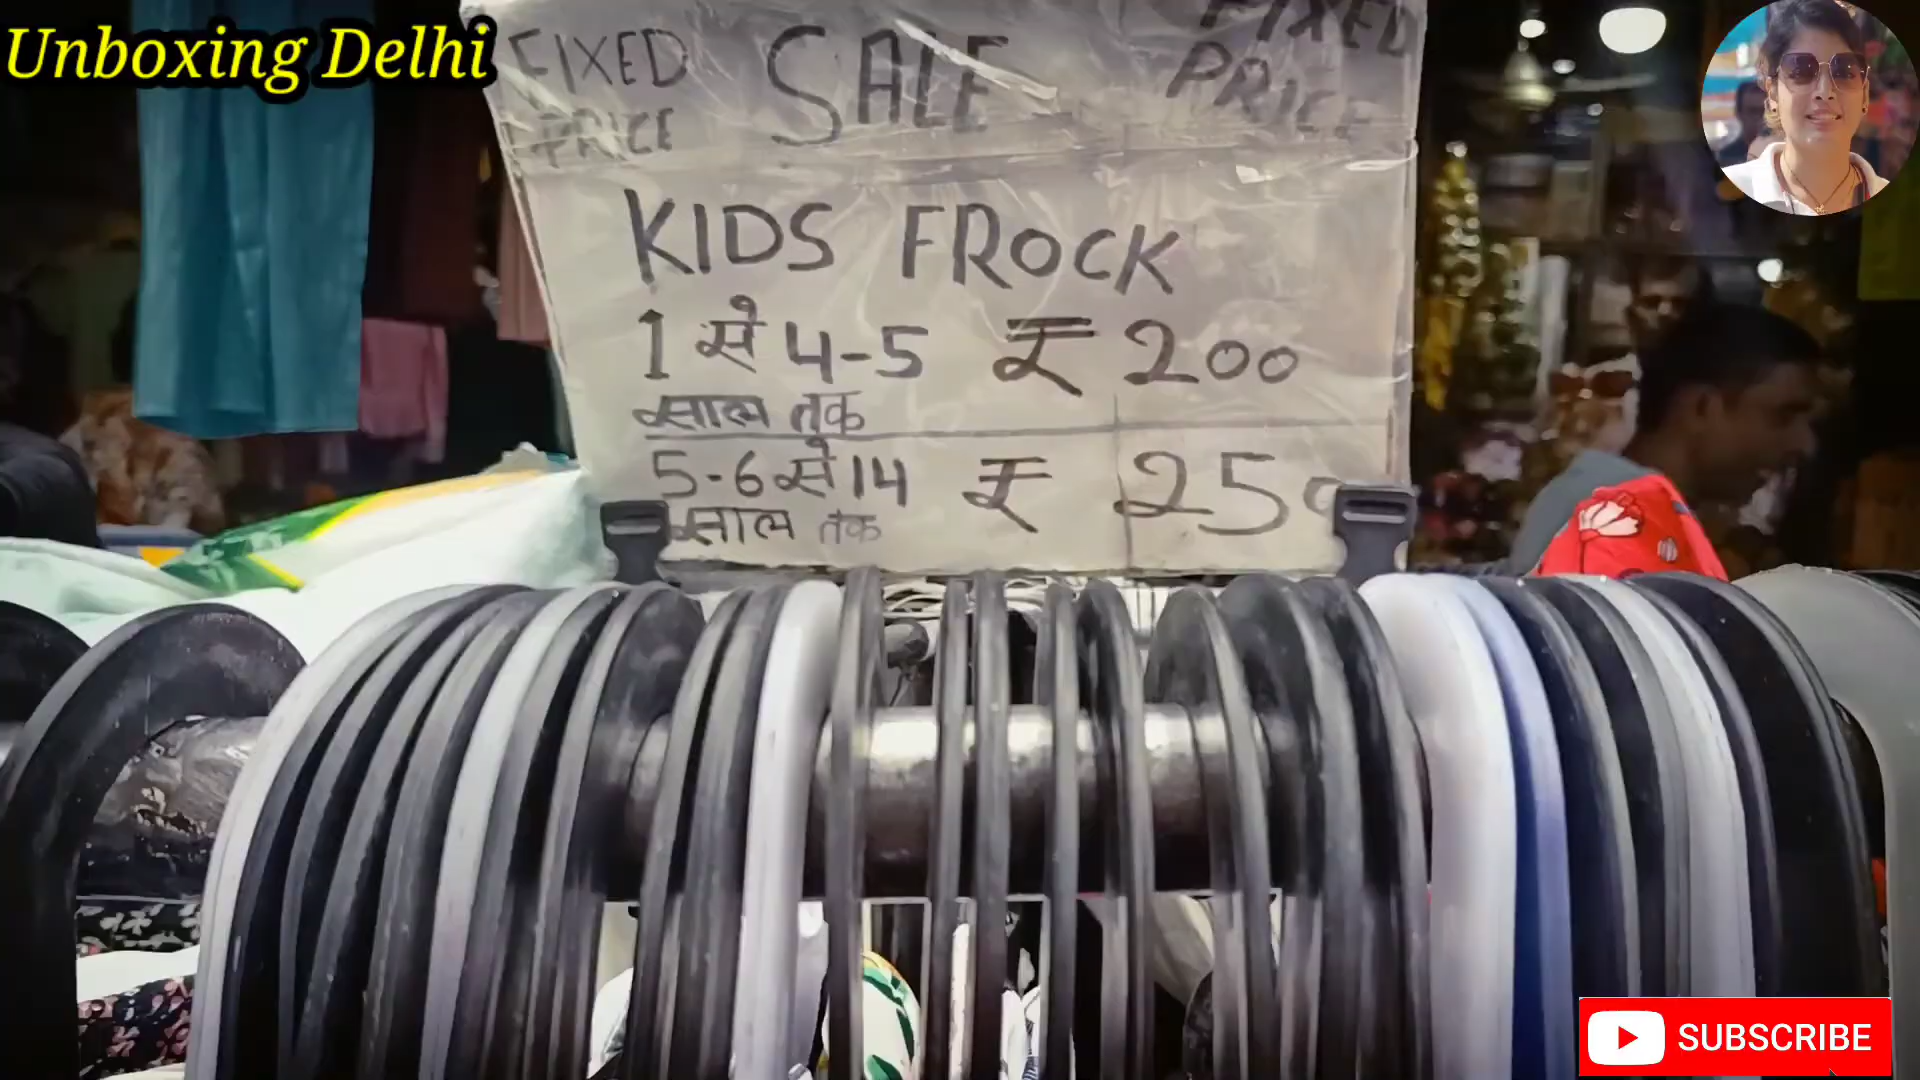 Unboxing Delhi
FIXED PRICE
SALE
FIXED PRICE
KIDS FROCK
1 से 4-5 ₹ 200
साल तक
5-6 से 14 ₹ 250
साल तक
SUBSCRIBE